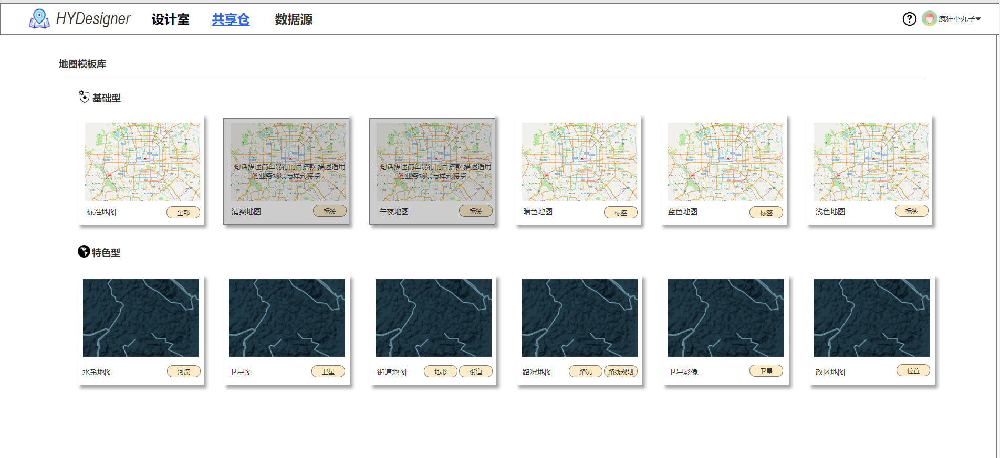 HYDesigner 设计室 共享仓 数据源 疯狂小丸子
地图模板库
基础型
一句话描述简单易行的百搭款,描述适用
的业务场景与样式特点
一句话描述简单易行的百搭款,描述适用
的业务场景与样式特点
标准地图 全部
清爽地图 标签
午夜地图 标签
暗色地图 标签
蓝色地图 标签
浅色地图 标签
特色型
水系地图 河流
卫星图 卫星
街道地图 地形 街道
路况地图 路况 路线规划
卫星影像 卫星
政区地图 位置